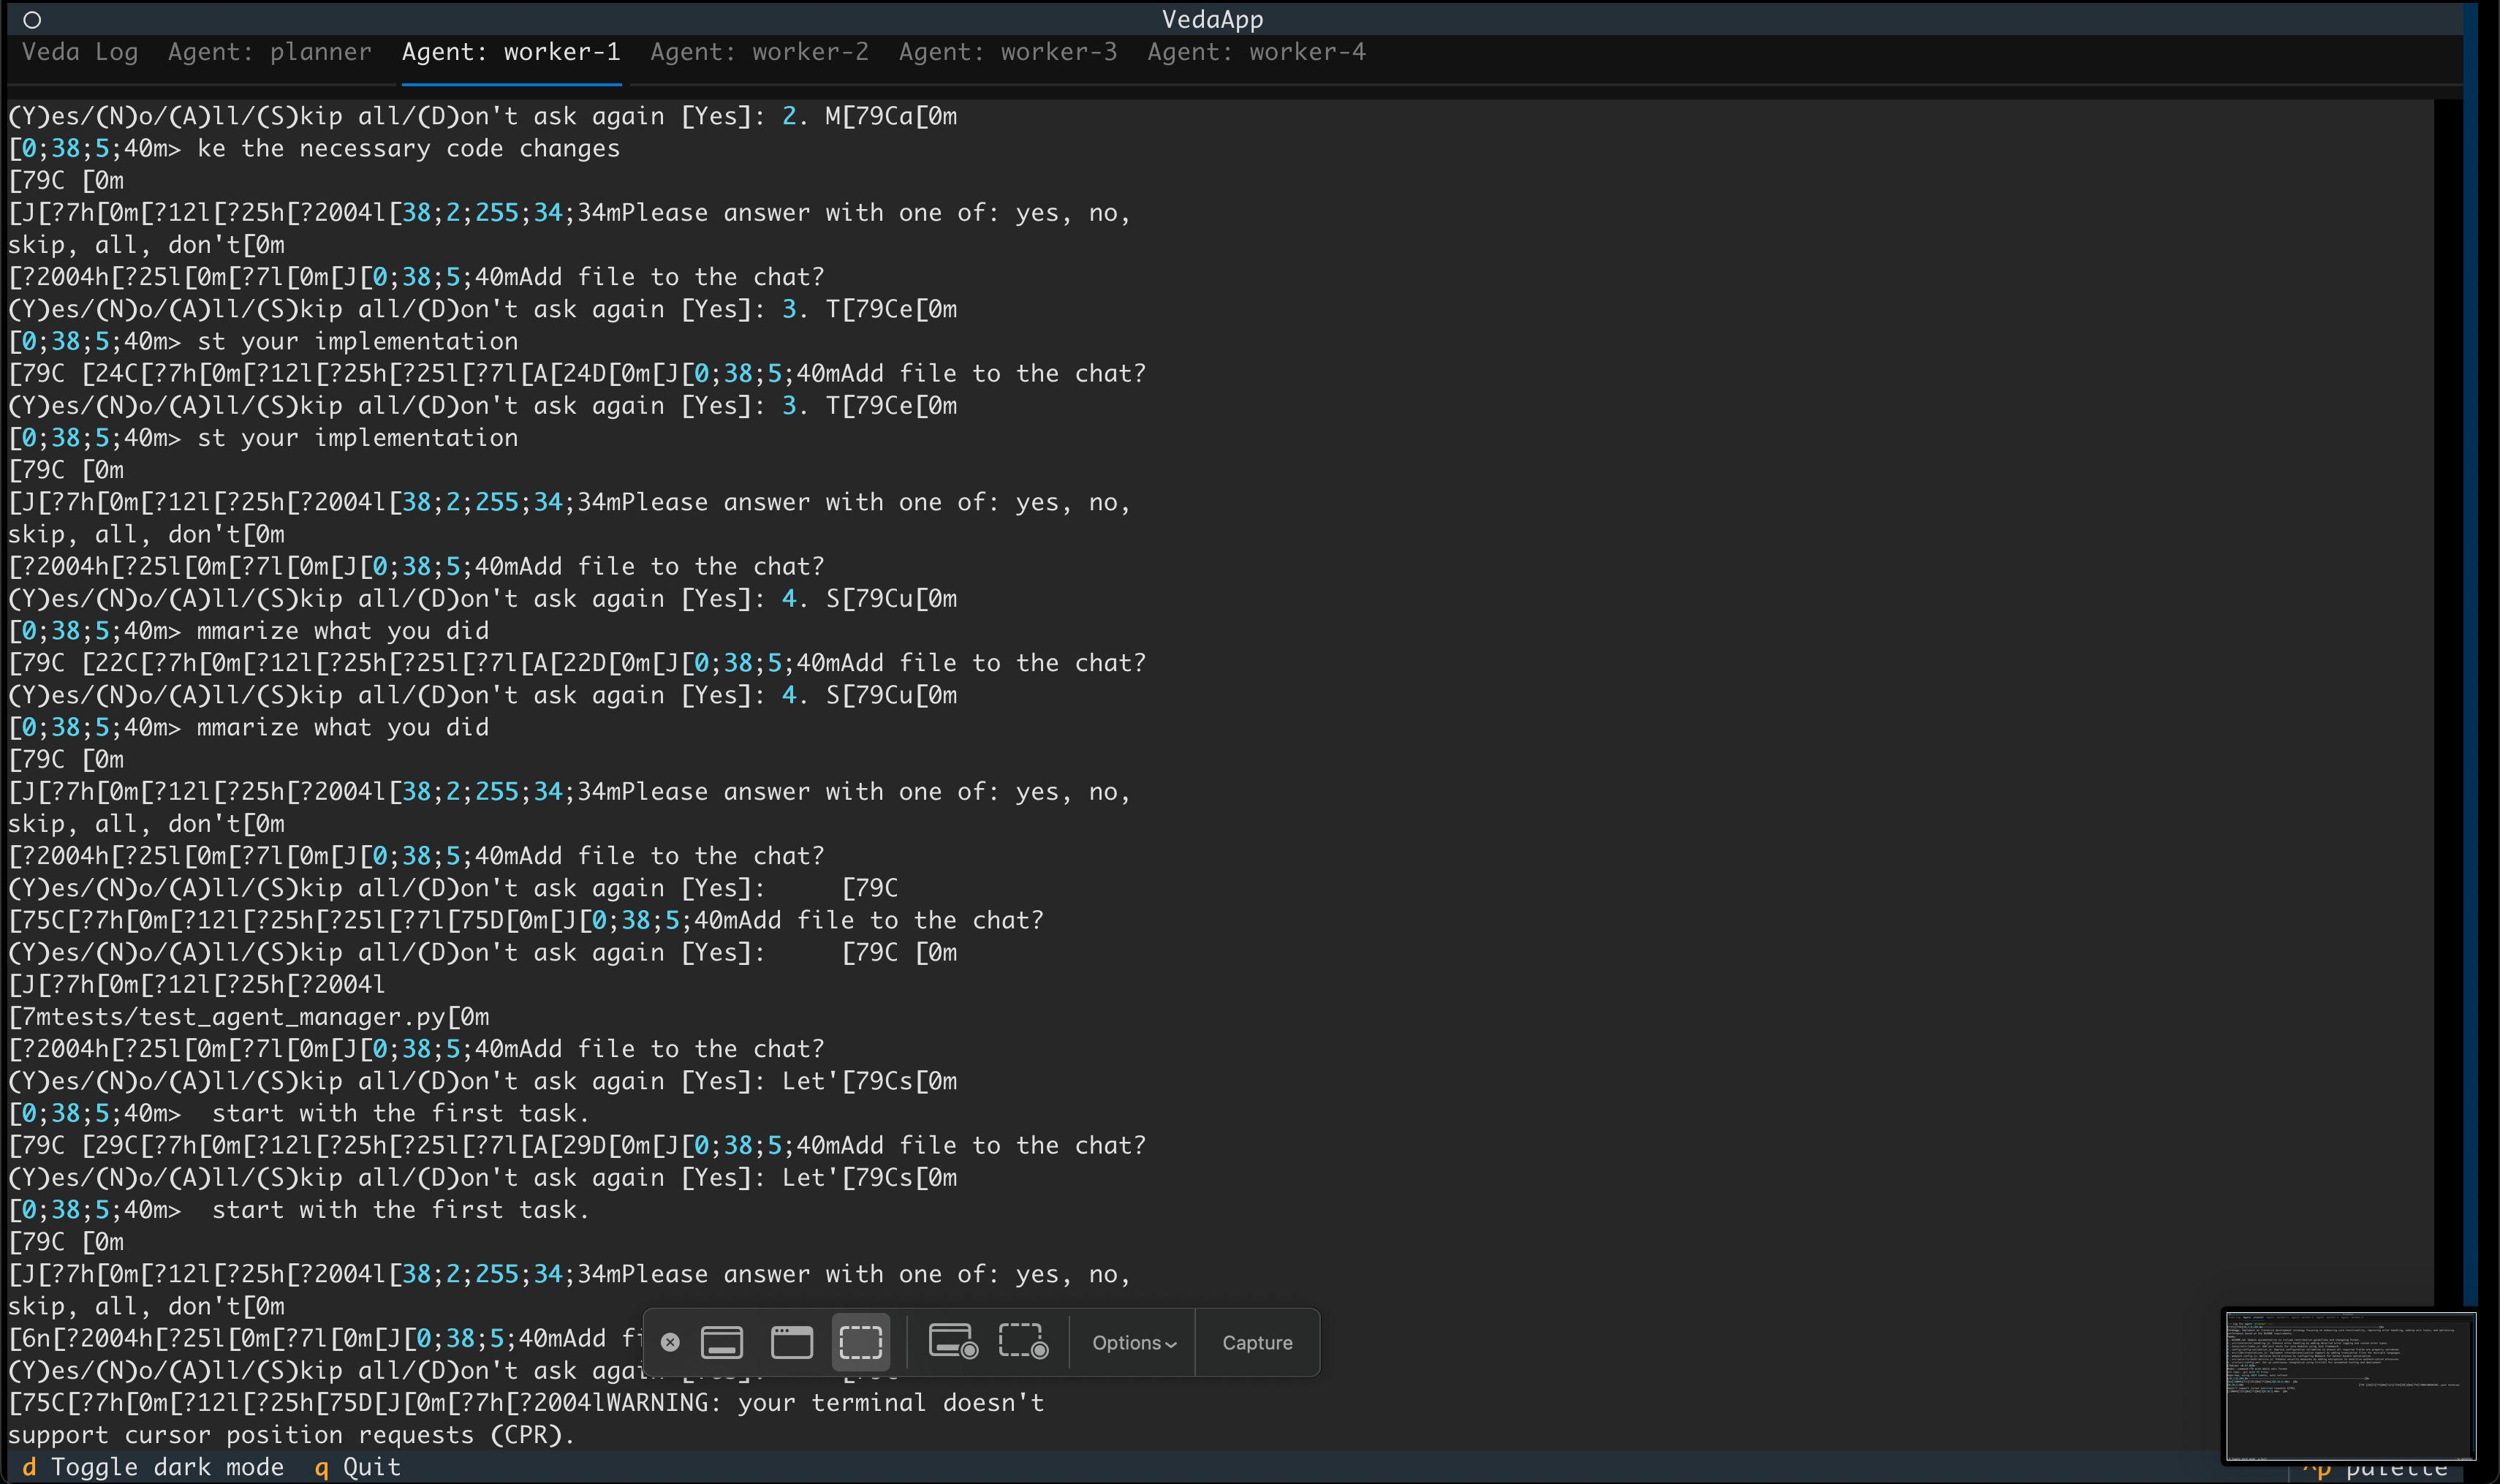 VedaApp
Veda Log Agent: planner Agent: worker-1 Agent: worker-2 Agent: worker-3 Agent: worker-4
(Y)es/(N)o/(A)ll/(S)kip all/(D)on't ask again [Yes]: 2. M[79Ca[0m
[0;38;5;40m> ke the necessary code changes
[79C [0m
[J[?7h[0m[?12l[?25h[?2004l[38;2;255;34;34mPlease answer with one of: yes, no,
skip, all, don't[0m
[?2004h[?25l[0m[?7l[0m[J[0;38;5;40mAdd file to the chat?
(Y)es/(N)o/(A)ll/(S)kip all/(D)on't ask again [Yes]: 3. T[79Ce[0m
[0;38;5;40m> st your implementation
[79C [24C[?7h[0m[?12l[?25h[?25l[?7l[A[24D[0m[J[0;38;5;40mAdd file to the chat?
(Y)es/(N)o/(A)ll/(S)kip all/(D)on't ask again [Yes]: 3. T[79Ce[0m
[0;38;5;40m> st your implementation
[79C [0m
[J[?7h[0m[?12l[?25h[?2004l[38;2;255;34;34mPlease answer with one of: yes, no,
skip, all, don't[0m
[?2004h[?25l[0m[?7l[0m[J[0;38;5;40mAdd file to the chat?
(Y)es/(N)o/(A)ll/(S)kip all/(D)on't ask again [Yes]: 4. S[79Cu[0m
[0;38;5;40m> mmarize what you did
[79C [22C[?7h[0m[?12l[?25h[?25l[?7l[A[22D[0m[J[0;38;5;40mAdd file to the chat?
(Y)es/(N)o/(A)ll/(S)kip all/(D)on't ask again [Yes]: 4. S[79Cu[0m
[0;38;5;40m> mmarize what you did
[79C [0m
[J[?7h[0m[?12l[?25h[?2004l[38;2;255;34;34mPlease answer with one of: yes, no,
skip, all, don't[0m
[?2004h[?25l[0m[?7l[0m[J[0;38;5;40mAdd file to the chat?
(Y)es/(N)o/(A)ll/(S)kip all/(D)on't ask again [Yes]: [79C
[75C[?7h[0m[?12l[?25h[?25l[?7l[75D[0m[J[0;38;5;40mAdd file to the chat?
(Y)es/(N)o/(A)ll/(S)kip all/(D)on't ask again [Yes]: [79C [0m
[J[?7h[0m[?12l[?25h[?2004l
[7mtests/test_agent_manager.py[0m
[?2004h[?25l[0m[?7l[0m[J[0;38;5;40mAdd file to the chat?
(Y)es/(N)o/(A)ll/(S)kip all/(D)on't ask again [Yes]: Let'[79Cs[0m
[0;38;5;40m>  start with the first task.
[79C [29C[?7h[0m[?12l[?25h[?25l[?7l[A[29D[0m[J[0;38;5;40mAdd file to the chat?
(Y)es/(N)o/(A)ll/(S)kip all/(D)on't ask again [Yes]: Let'[79Cs[0m
[0;38;5;40m>  start with the first task.
[79C [0m
[J[?7h[0m[?12l[?25h[?2004l[38;2;255;34;34mPlease answer with one of: yes, no,
skip, all, don't[0m
[6n[?2004h[?25l[0m[?7l[0m[J[0;38;5;40mAdd
(Y)es/(N)o/(A)ll/(S)kip all/(D)on't ask
Options Capture
[75C[?7h[0m[?12l[?25h[75D[J[0m[?7h[?2004lWARNING: your terminal doesn't
support cursor position requests (CPR).
d Toggle dark mode q Quit ^p palette